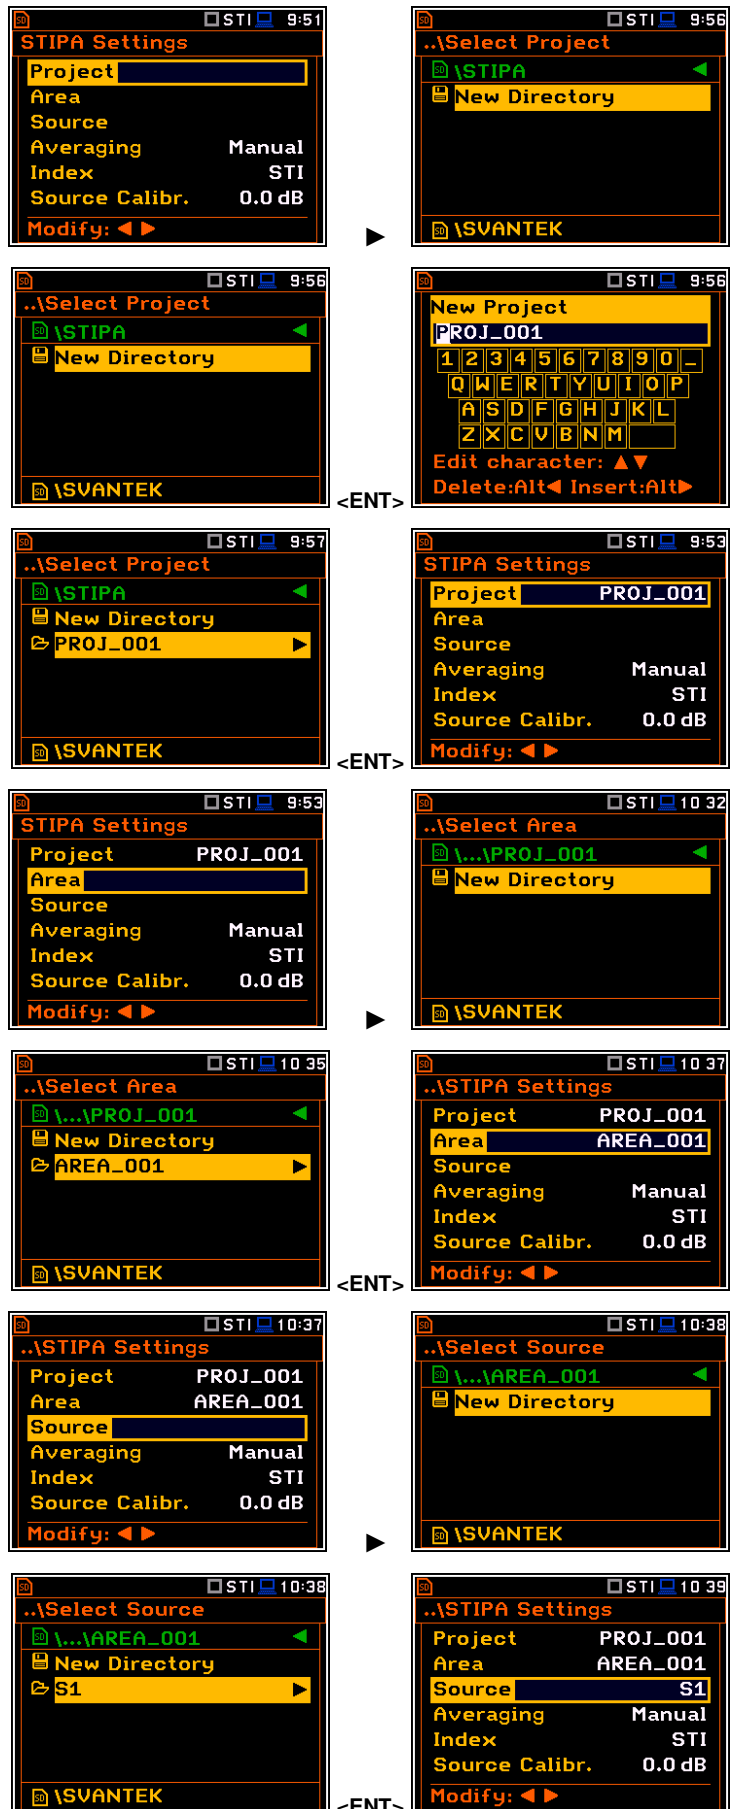 STI 9:51
STIPA Settings
Project
Area
Source
Averaging Manual
Index STI
Source Calibr. 0.0 dB
Modify: ◀ ▶
▶
STI 9:56
..\Select Project
\STIPA ◀
New Directory
\SVANTEK
STI 9:56
..\Select Project
\STIPA ◀
New Directory
\SVANTEK
<ENT>
STI 9:56
New Project
PROJ_001
1 2 3 4 5 6 7 8 9 0 _
Q W E R T Y U I O P
A S D F G H J K L
Z X C V B N M
Edit character: ▲▼
Delete:Alt◀ Insert:Alt▶
STI 9:57
..\Select Project
\STIPA ◀
New Directory
PROJ_001 ▶
\SVANTEK
<ENT>
STI 9:53
STIPA Settings
Project PROJ_001
Area
Source
Averaging Manual
Index STI
Source Calibr. 0.0 dB
Modify: ◀ ▶
STI 9:53
STIPA Settings
Project PROJ_001
Area
Source
Averaging Manual
Index STI
Source Calibr. 0.0 dB
Modify: ◀ ▶
▶
STI 10 32
..\Select Area
\...\PROJ_001 ◀
New Directory
\SVANTEK
STI 10 35
..\Select Area
\...\PROJ_001 ◀
New Directory
AREA_001 ▶
\SVANTEK
<ENT>
STI 10 37
..\STIPA Settings
Project PROJ_001
Area AREA_001
Source
Averaging Manual
Index STI
Source Calibr. 0.0 dB
Modify: ◀ ▶
STI 10:37
..\STIPA Settings
Project PROJ_001
Area AREA_001
Source
Averaging Manual
Index STI
Source Calibr. 0.0 dB
Modify: ◀ ▶
▶
STI 10:38
..\Select Source
\...\AREA_001 ◀
New Directory
\SVANTEK
STI 10:38
..\Select Source
\...\AREA_001 ◀
New Directory
S1 ▶
\SVANTEK
<ENT>
STI 10 39
..\STIPA Settings
Project PROJ_001
Area AREA_001
Source S1
Averaging Manual
Index STI
Source Calibr. 0.0 dB
Modify: ◀ ▶